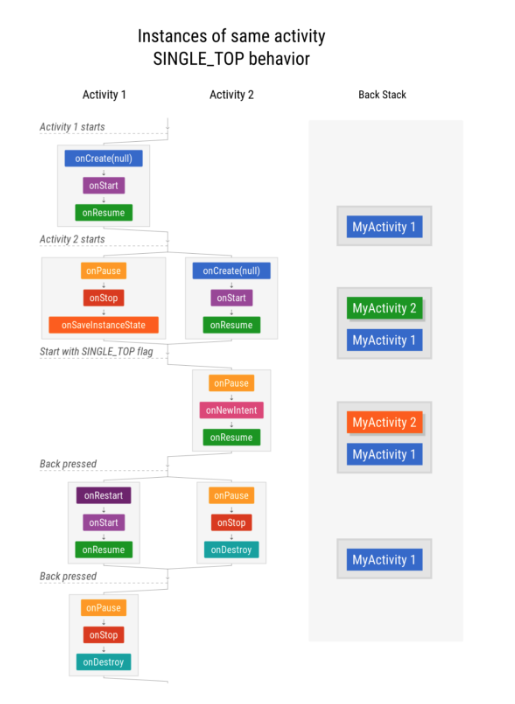 Instances of same activity
SINGLE_TOP behavior
Activity 1
Activity 2
Back Stack
Activity 1 starts
onCreate(null)
onStart
onResume
MyActivity 1
Activity 2 starts
onPause
onStop
onSaveInstanceState
onCreate(null)
onStart
onResume
MyActivity 2
MyActivity 1
Start with SINGLE_TOP flag
onPause
onNewIntent
onResume
MyActivity 2
MyActivity 1
Back pressed
onRestart
onStart
onResume
onPause
onStop
onDestroy
MyActivity 1
Back pressed
onPause
onStop
onDestroy